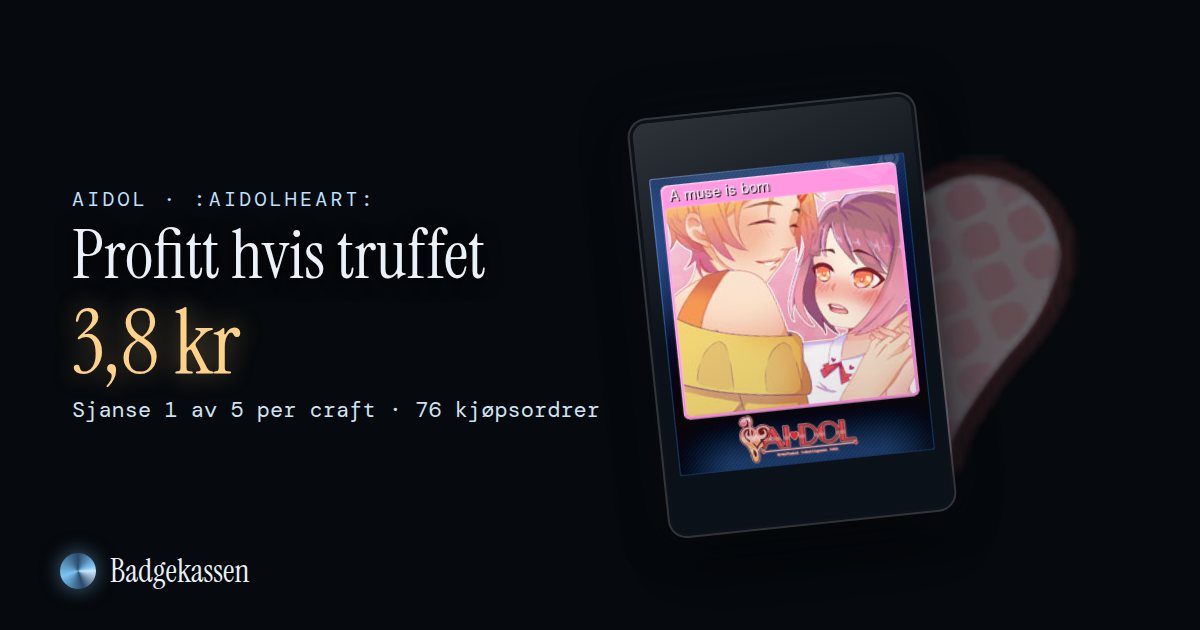 AIDOL · :AIDOLHEART:
Profitt hvis truffet
3,8 kr
Sjanse 1 av 5 per craft · 76 kjøpsordrer
A muse is born
AI•DOL
Badgekassen